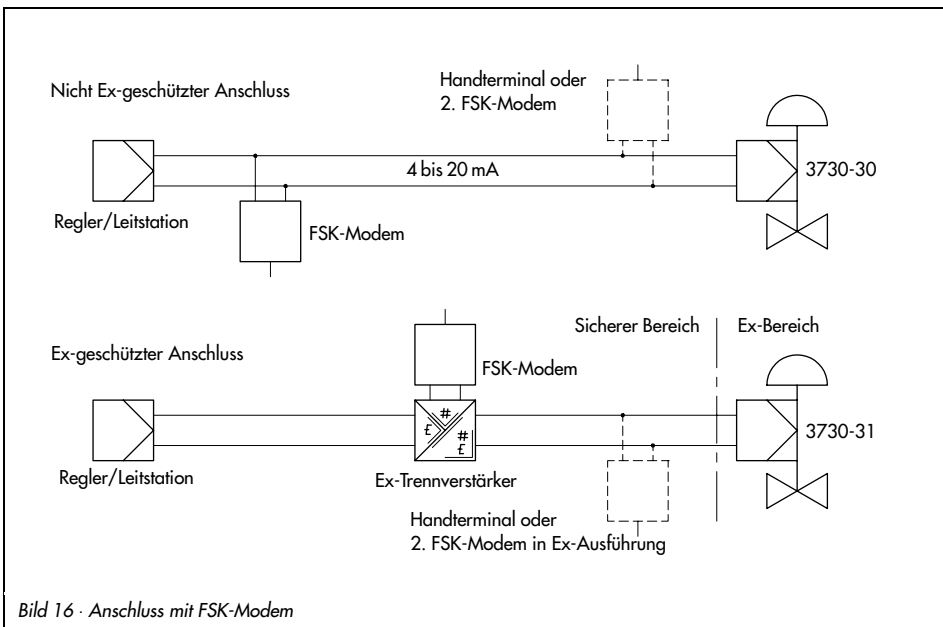 Nicht Ex-geschützter Anschluss
Handterminal oder
2. FSK-Modem
4 bis 20 mA
3730-30
Regler/Leitstation
FSK-Modem
Sicherer Bereich
Ex-Bereich
Ex-geschützter Anschluss
FSK-Modem
3730-31
Regler/Leitstation
Ex-Trennverstärker
Handterminal oder
2. FSK-Modem in Ex-Ausführung
Bild 16 · Anschluss mit FSK-Modem